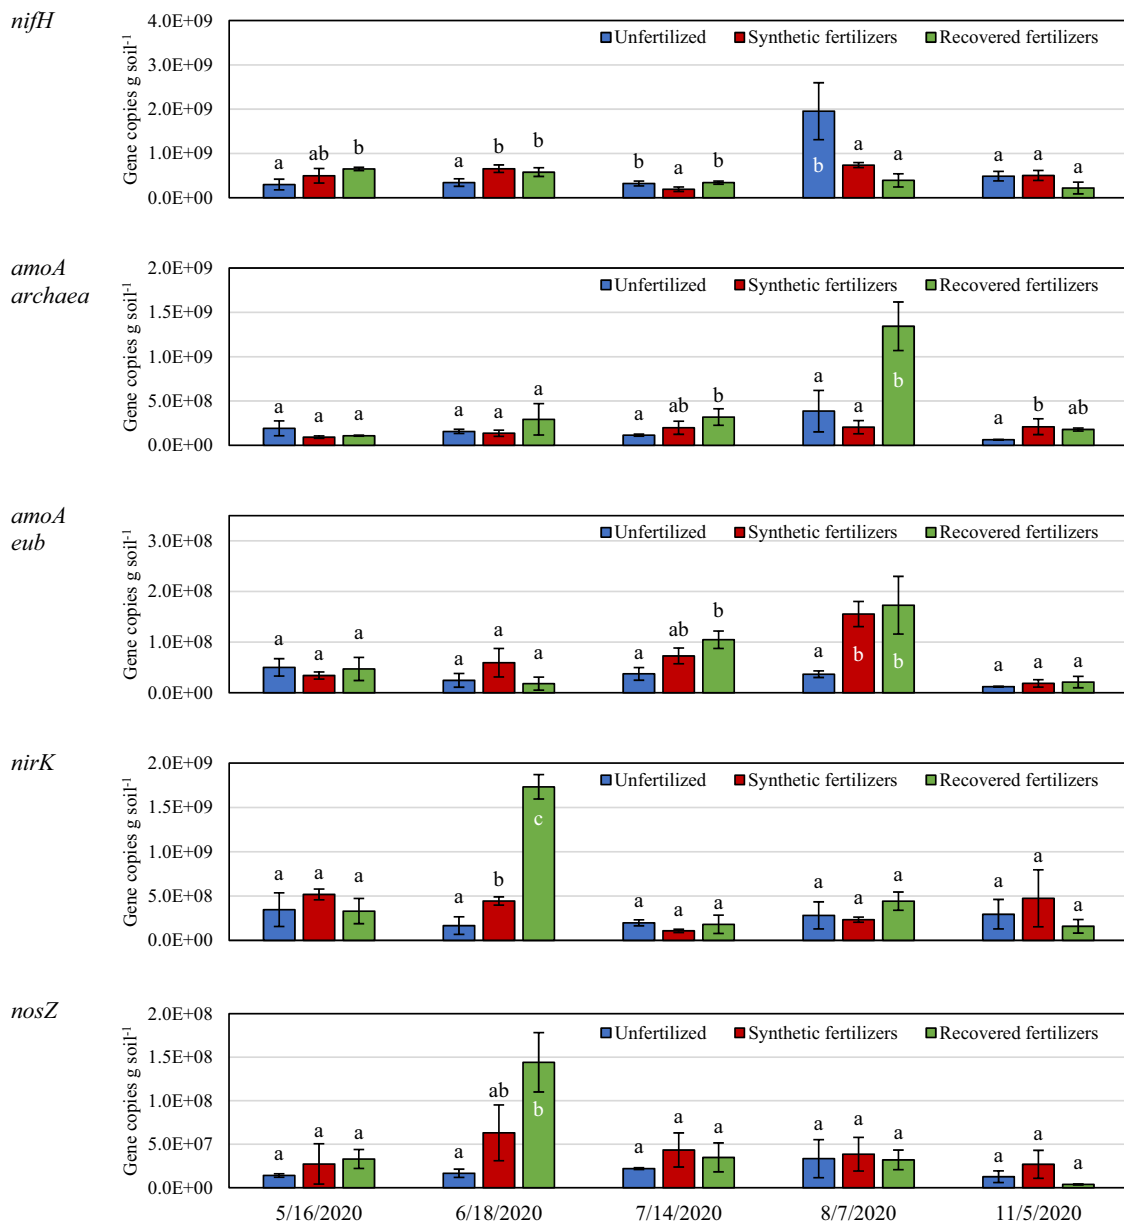 nifH
Gene copies g soil-1
4.0E+09
3.0E+09
2.0E+09
1.0E+09
0.0E+00
Unfertilized Synthetic fertilizers Recovered fertilizers
a ab b a b b b a b b a a a a a
amoA
archaea
Gene copies g soil-1
2.0E+09
1.5E+09
1.0E+09
5.0E+08
0.0E+00
Unfertilized Synthetic fertilizers Recovered fertilizers
a a a a a a a ab b a a b a b ab
amoA
eub
Gene copies g soil-1
3.0E+08
2.0E+08
1.0E+08
0.0E+00
Unfertilized Synthetic fertilizers Recovered fertilizers
a a a a a a a ab b a b b a a a
nirK
Gene copies g soil-1
2.0E+09
1.5E+09
1.0E+09
5.0E+08
0.0E+00
Unfertilized Synthetic fertilizers Recovered fertilizers
a a a a b c a a a a a a a a a
nosZ
Gene copies g soil-1
2.0E+08
1.5E+08
1.0E+08
5.0E+07
0.0E+00
Unfertilized Synthetic fertilizers Recovered fertilizers
a a a a ab b a a a a a a a a a
5/16/2020 6/18/2020 7/14/2020 8/7/2020 11/5/2020